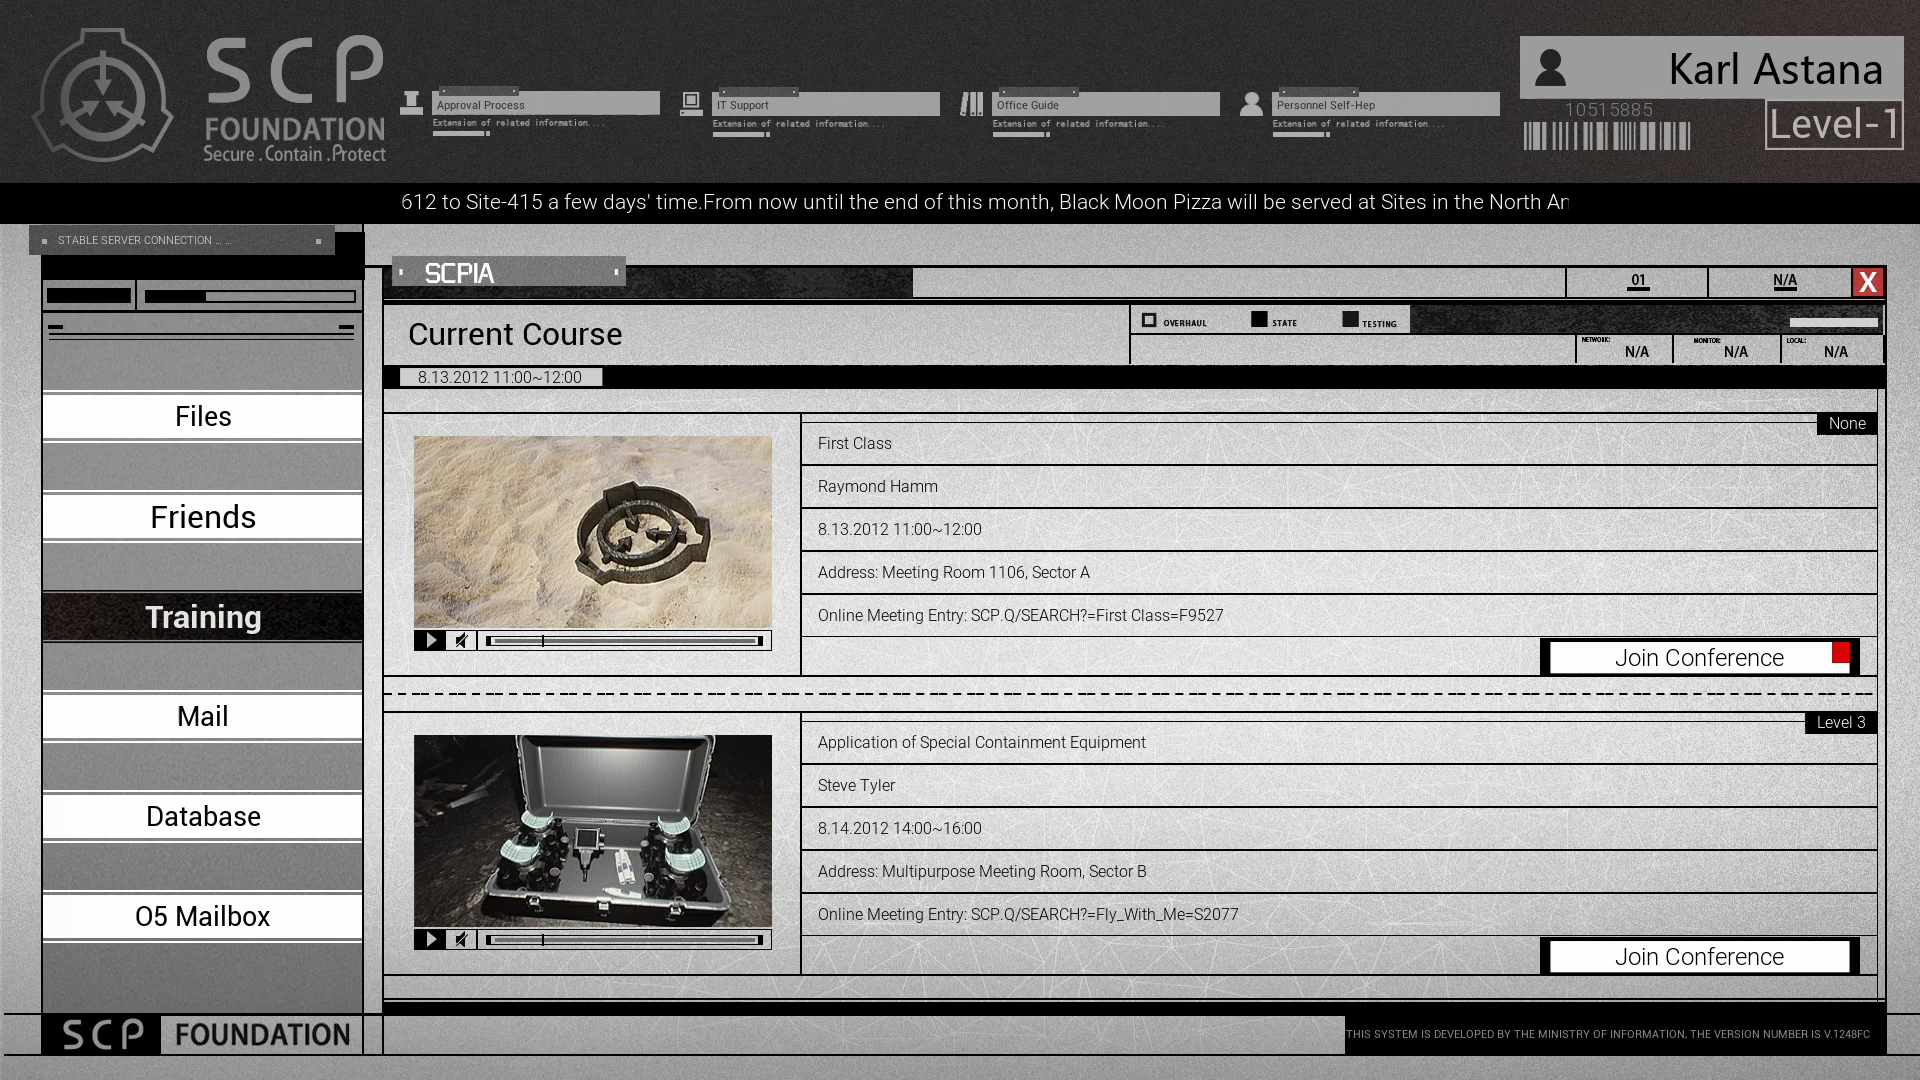 SCP
FOUNDATION
Secure . Contain . Protect
Approval Process
Extension of related information....
IT Support
Extension of related information
Office Guide
Extension of related information....
Personnel Self-Hep
Extension of related information....
Karl Astana
10515885
Level-1
612 to Site-415 a few days' time.From now until the end of this month, Black Moon Pizza will be served at Sites in the North An
STABLE SERVER CONNECTION ... ...
SCPIA
01
N/A
X
Current Course
OVERHAUL
STATE
TESTING
NETWORK:
N/A
MONITOR:
N/A
LOCAL:
N/A
8.13.2012 11:00~12:00
Files
Friends
Training
Mail
Database
O5 Mailbox
None
First Class
Raymond Hamm
8.13.2012 11:00~12:00
Address: Meeting Room 1106, Sector A
Online Meeting Entry: SCP.Q/SEARCH?=First Class=F9527
Join Conference
Level 3
Application of Special Containment Equipment
Steve Tyler
8.14.2012 14:00~16:00
Address: Multipurpose Meeting Room, Sector B
Online Meeting Entry: SCP.Q/SEARCH?=Fly_With_Me=S2077
Join Conference
SCP FOUNDATION
THIS SYSTEM IS DEVELOPED BY THE MINISTRY OF INFORMATION, THE VERSION NUMBER IS V.1248FC